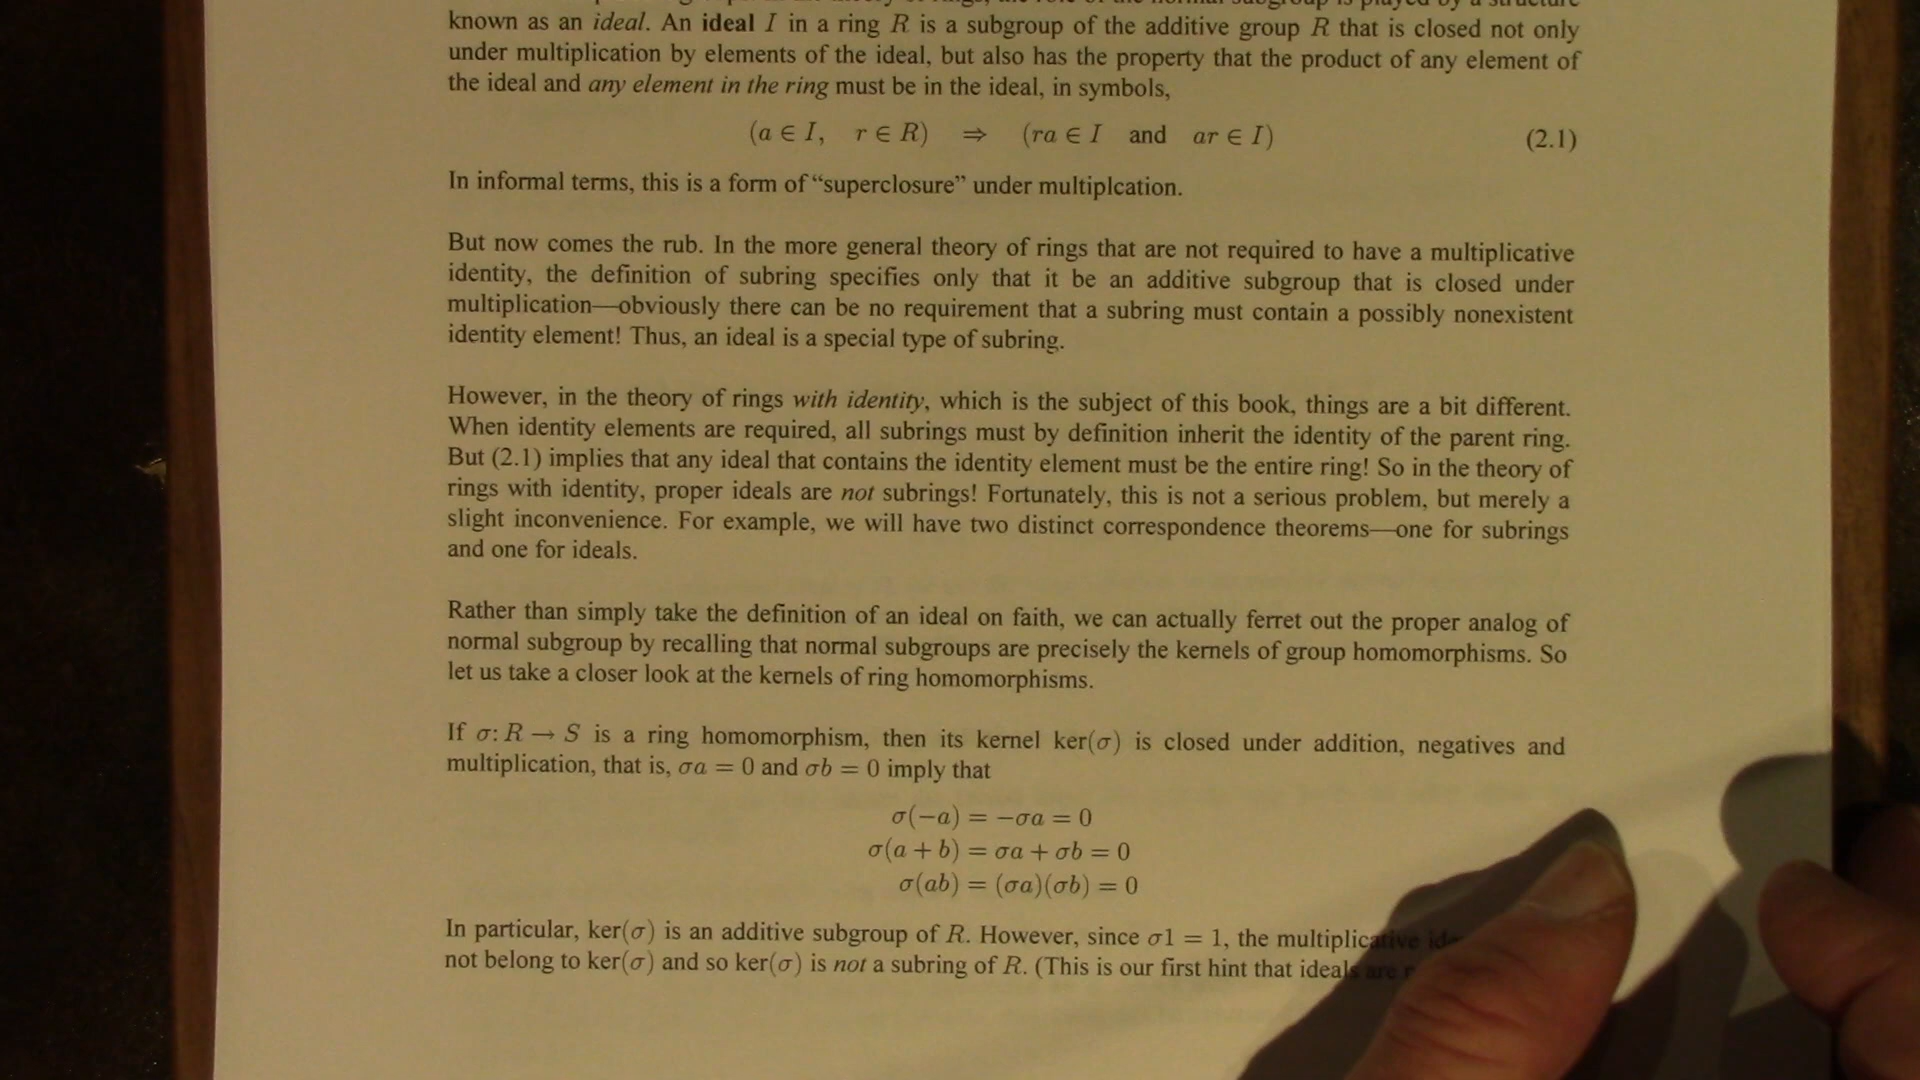 known as an ideal. An ideal I in a ring R is a subgroup of the additive group R that is closed not only
under multiplication by elements of the ideal, but also has the property that the product of any element of
the ideal and any element in the ring must be in the ideal, in symbols,
(a ∈ I, r ∈ R) ⇒ (ra ∈ I and ar ∈ I) (2.1)
In informal terms, this is a form of “superclosure” under multiplcation.
But now comes the rub. In the more general theory of rings that are not required to have a multiplicative
identity, the definition of subring specifies only that it be an additive subgroup that is closed under
multiplication—obviously there can be no requirement that a subring must contain a possibly nonexistent
identity element! Thus, an ideal is a special type of subring.
However, in the theory of rings with identity, which is the subject of this book, things are a bit different.
When identity elements are required, all subrings must by definition inherit the identity of the parent ring.
But (2.1) implies that any ideal that contains the identity element must be the entire ring! So in the theory of
rings with identity, proper ideals are not subrings! Fortunately, this is not a serious problem, but merely a
slight inconvenience. For example, we will have two distinct correspondence theorems—one for subrings
and one for ideals.
Rather than simply take the definition of an ideal on faith, we can actually ferret out the proper analog of
normal subgroup by recalling that normal subgroups are precisely the kernels of group homomorphisms. So
let us take a closer look at the kernels of ring homomorphisms.
If σ: R → S is a ring homomorphism, then its kernel ker(σ) is closed under addition, negatives and
multiplication, that is, σa = 0 and σb = 0 imply that
σ(−a) = −σa = 0
σ(a + b) = σa + σb = 0
σ(ab) = (σa)(σb) = 0
In particular, ker(σ) is an additive subgroup of R. However, since σ1 = 1, the multiplicative
not belong to ker(σ) and so ker(σ) is not a subring of R. (This is our first hint that ideals are